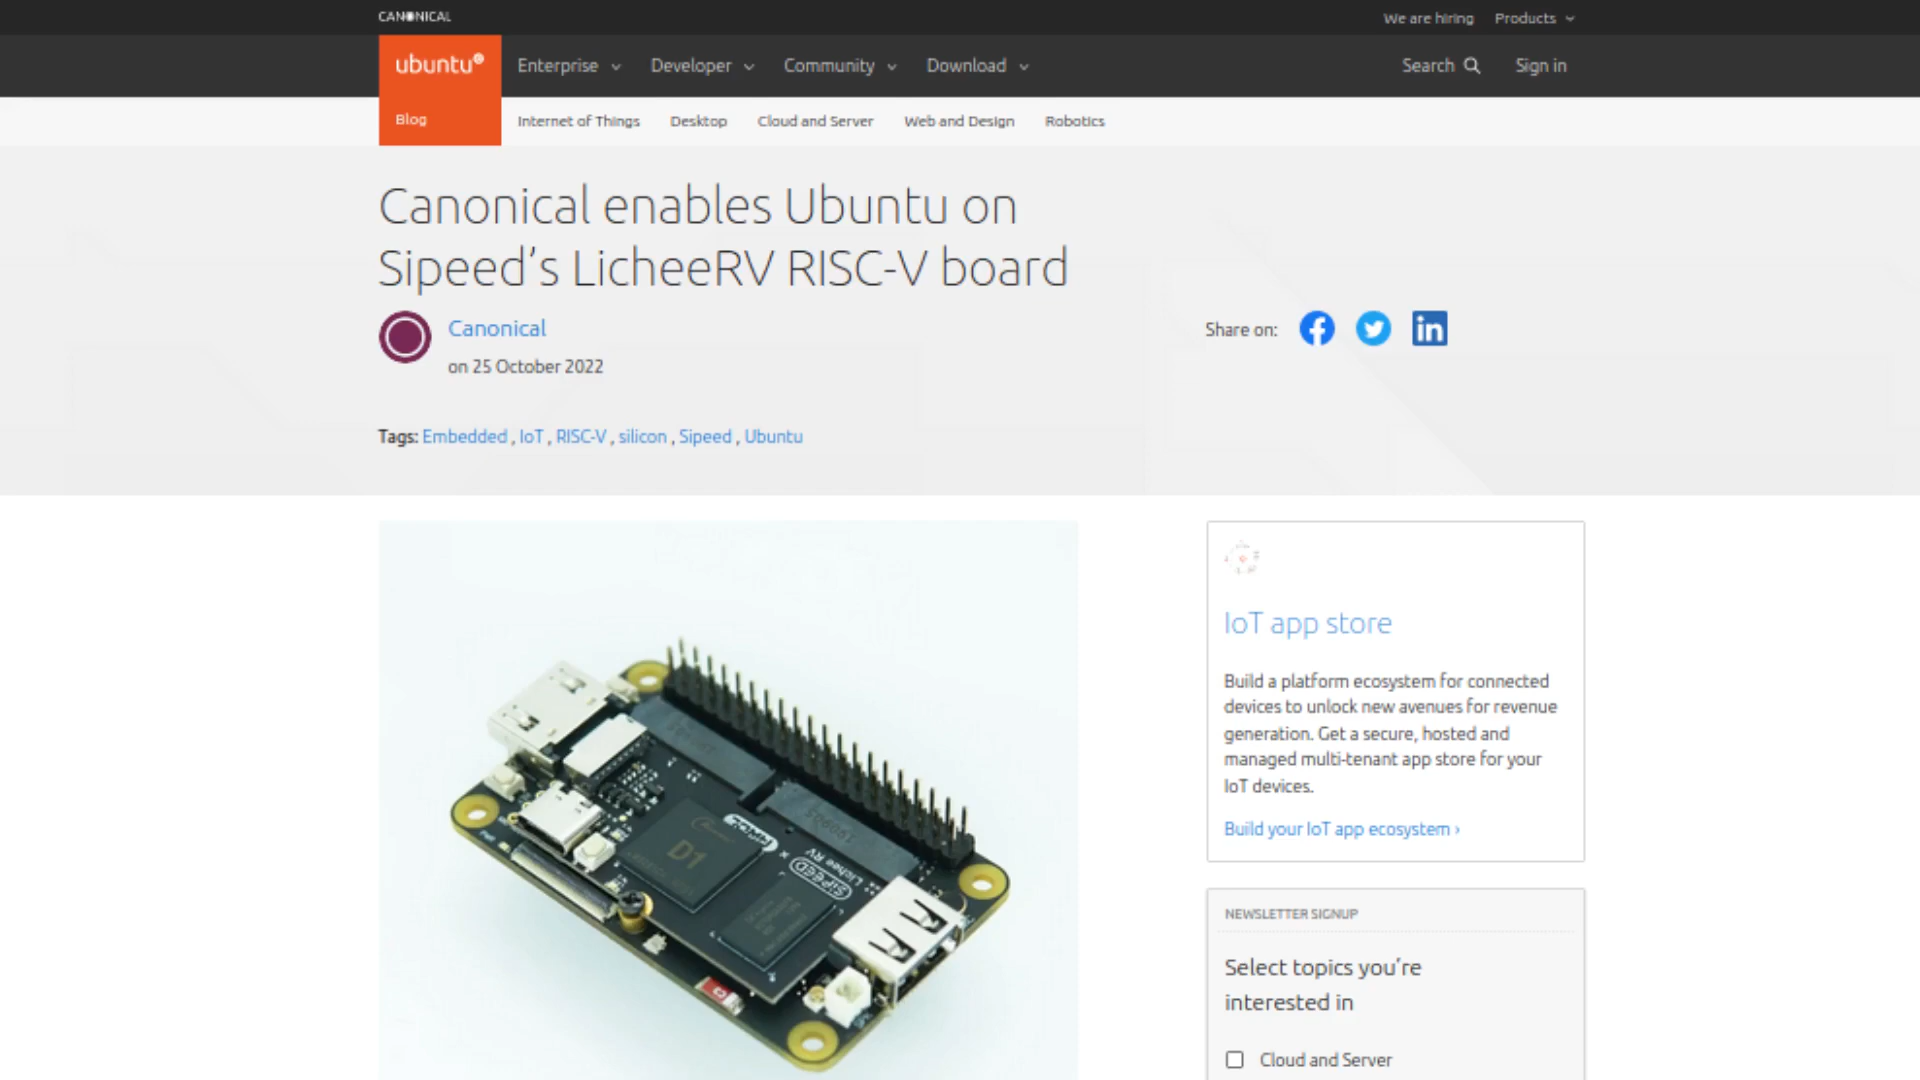 CANONICAL
We are hiring
Products
ubuntu®
Enterprise
Developer
Community
Download
Search
Sign in
Blog
Internet of Things
Desktop
Cloud and Server
Web and Design
Robotics
Canonical enables Ubuntu on
Sipeed’s LicheeRV RISC-V board
Canonical
on 25 October 2022
Share on:
Tags: Embedded , IoT , RISC-V , silicon , Sipeed , Ubuntu
D1
SiPEED
Lichee RV
IoT app store
Build a platform ecosystem for connected
devices to unlock new avenues for revenue
generation. Get a secure, hosted and
managed multi-tenant app store for your
IoT devices.
Build your IoT app ecosystem ›
NEWSLETTER SIGNUP
Select topics you’re
interested in
Cloud and Server